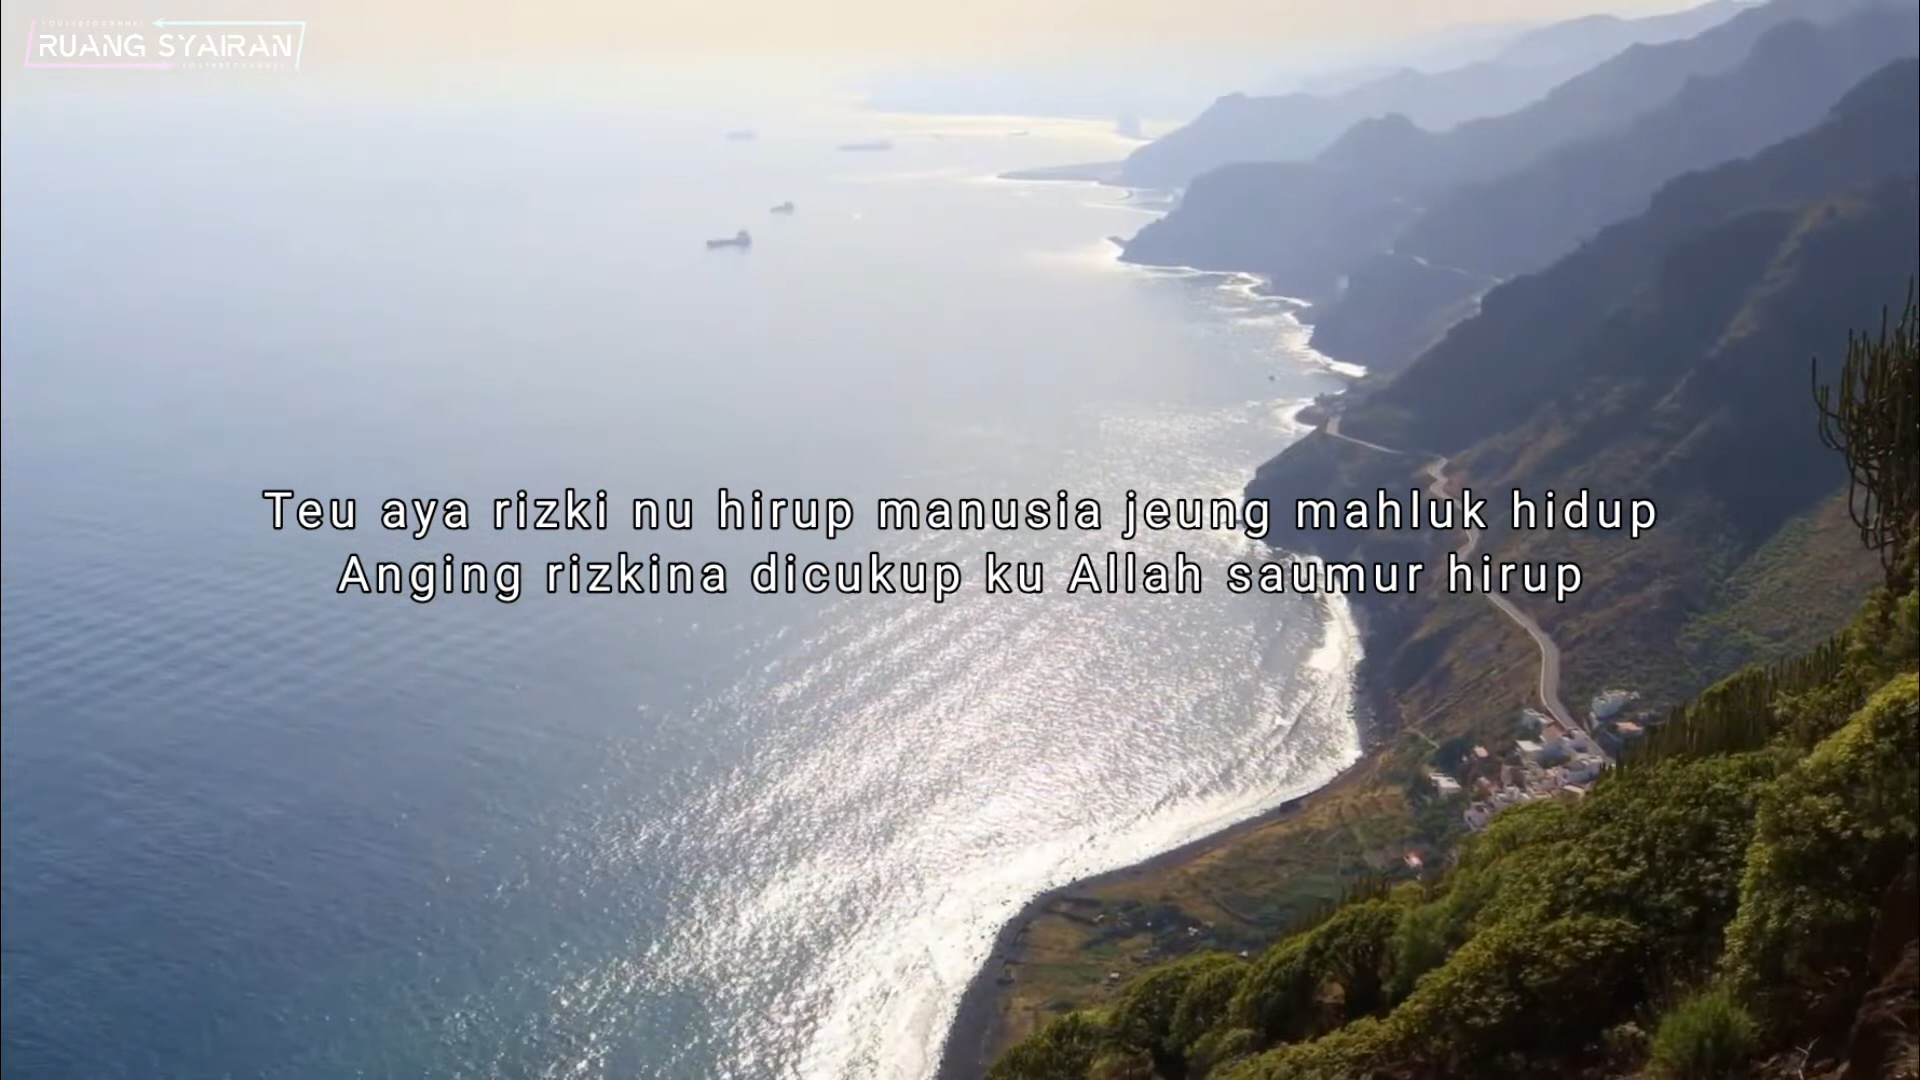 RUANG SYAIRAN
Teu aya rizki nu hirup manusia jeung mahluk hidup
Anging rizkina dicukup ku Allah saumur hirup